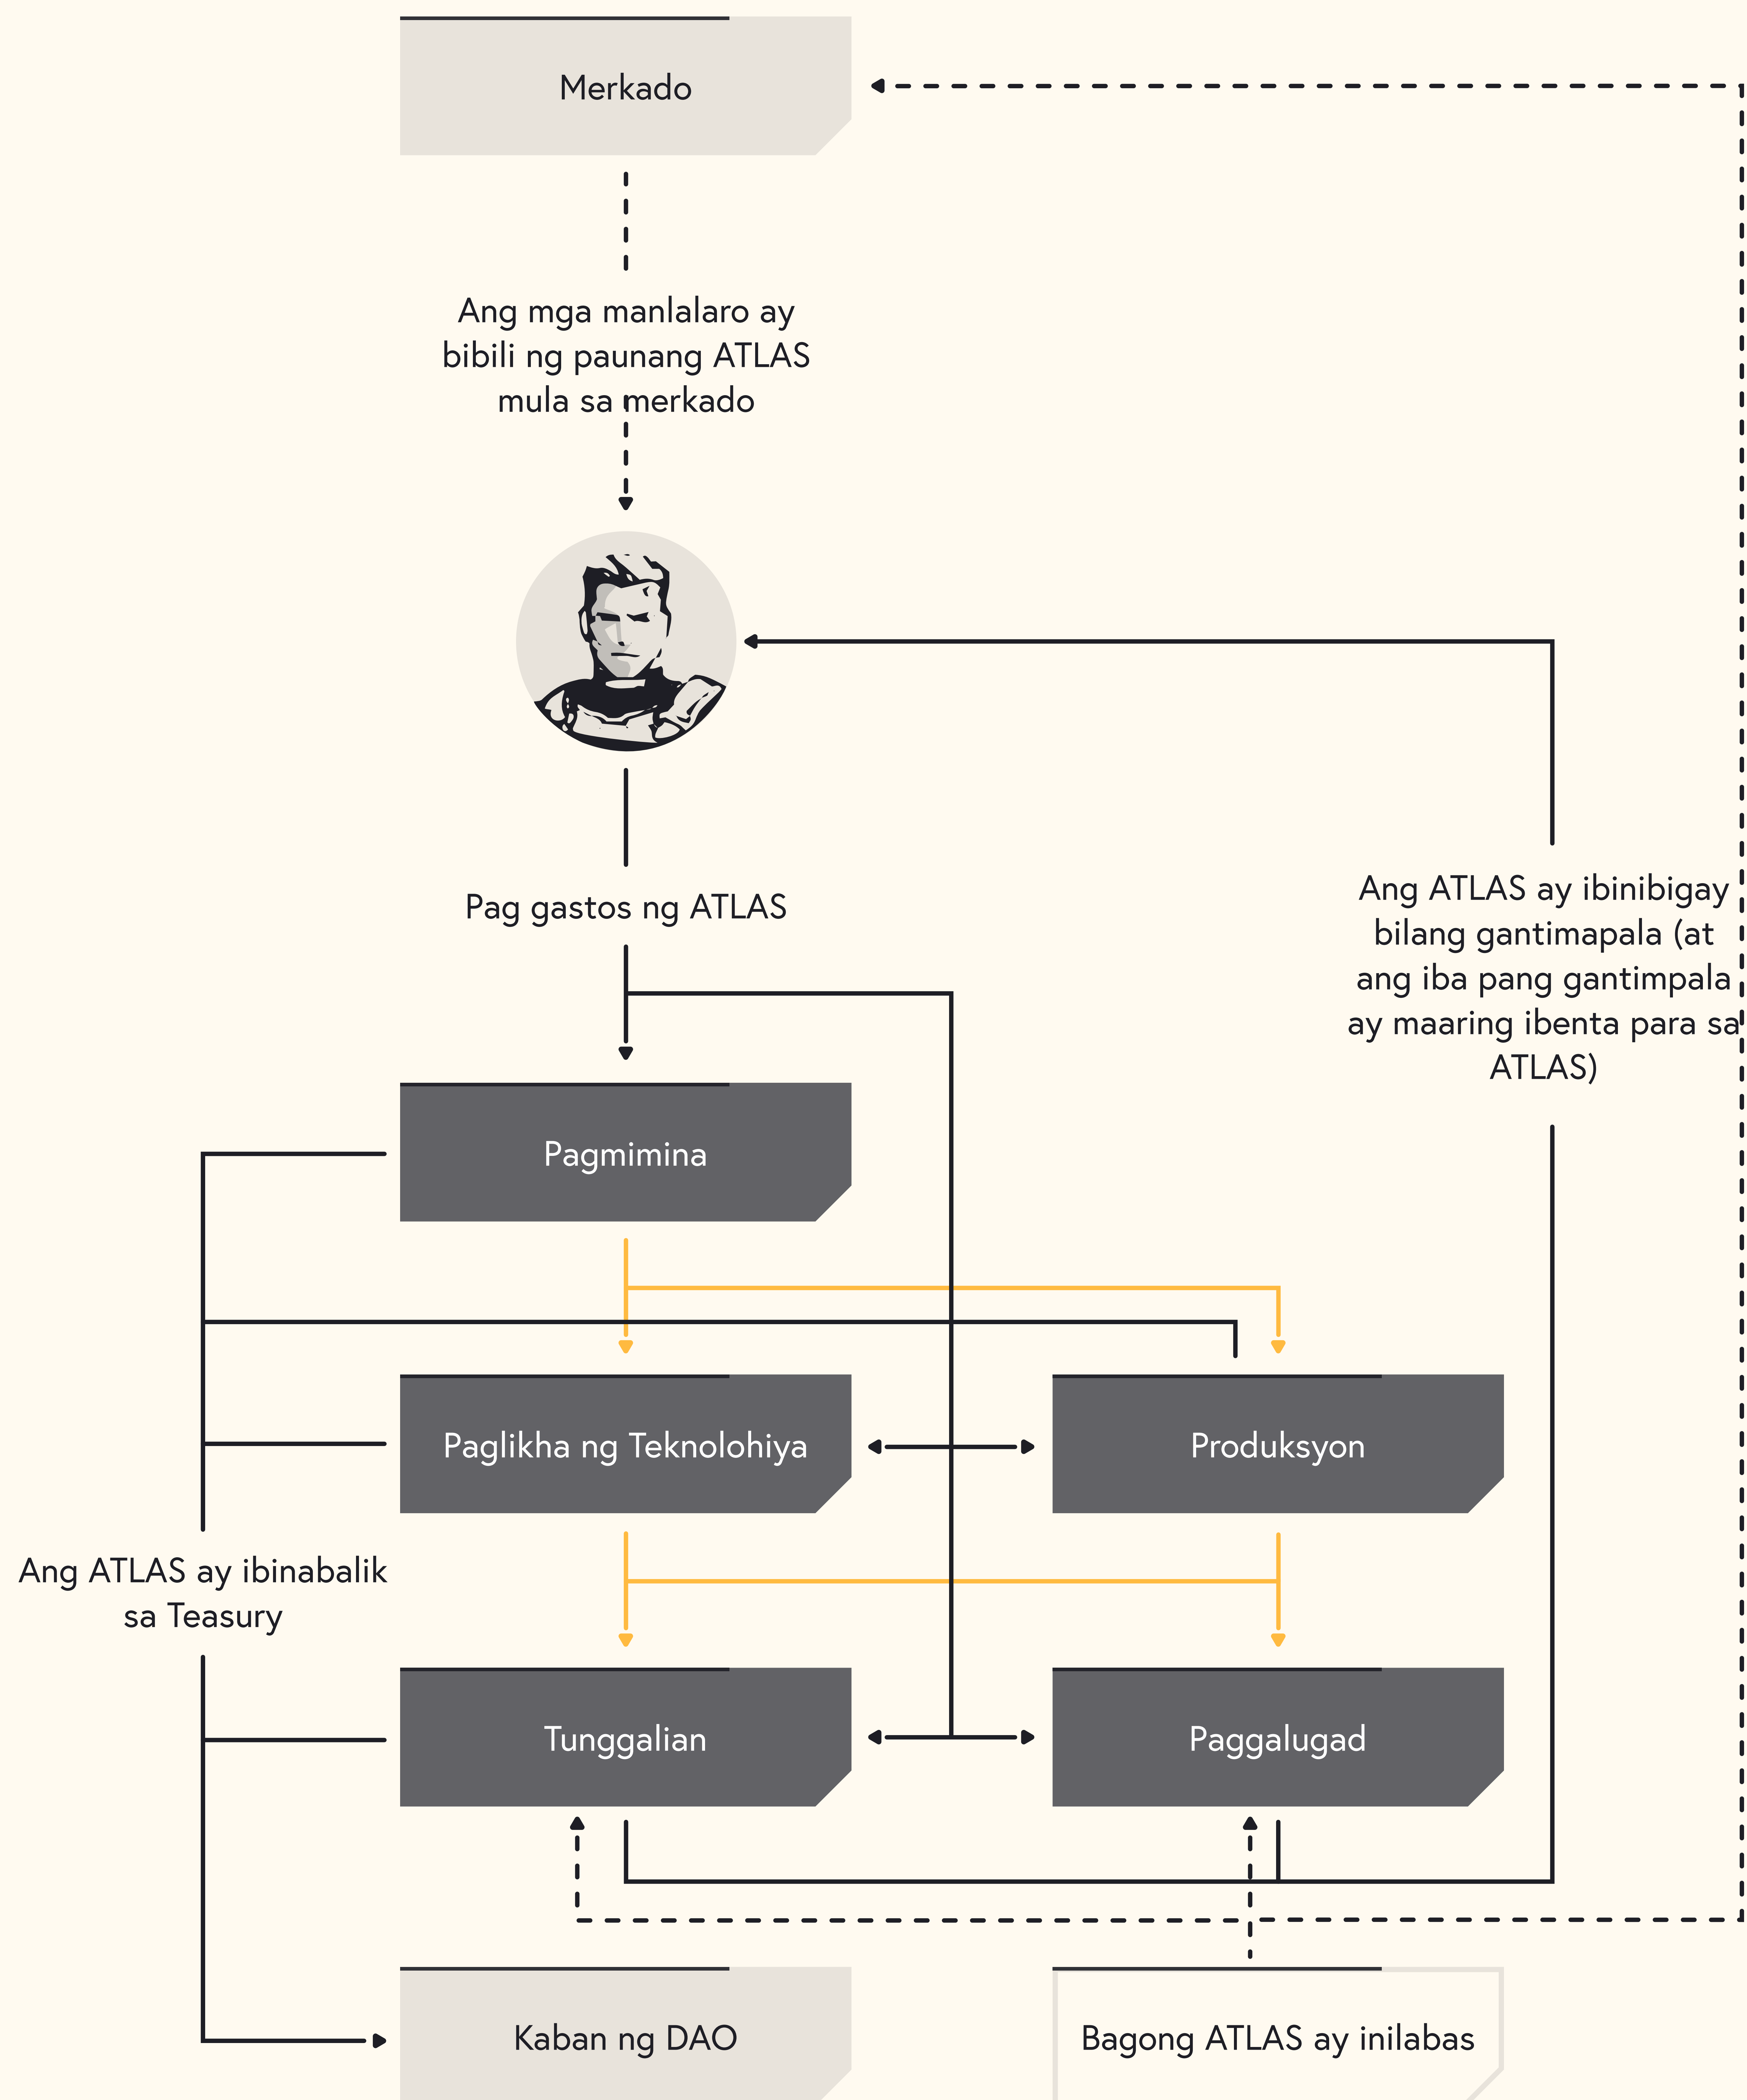 Merkado
Ang mga manlalaro ay
bibili ng paunang ATLAS
mula sa merkado
Pag gastos ng ATLAS
Ang ATLAS ay ibinibigay
bilang gantimapala (at
ang iba pang gantimpala
ay maaring ibenta para sa
ATLAS)
Pagmimina
Paglikha ng Teknolohiya
Produksyon
Ang ATLAS ay ibinabalik
sa Teasury
Tunggalian
Paggalugad
Kaban ng DAO
Bagong ATLAS ay inilabas